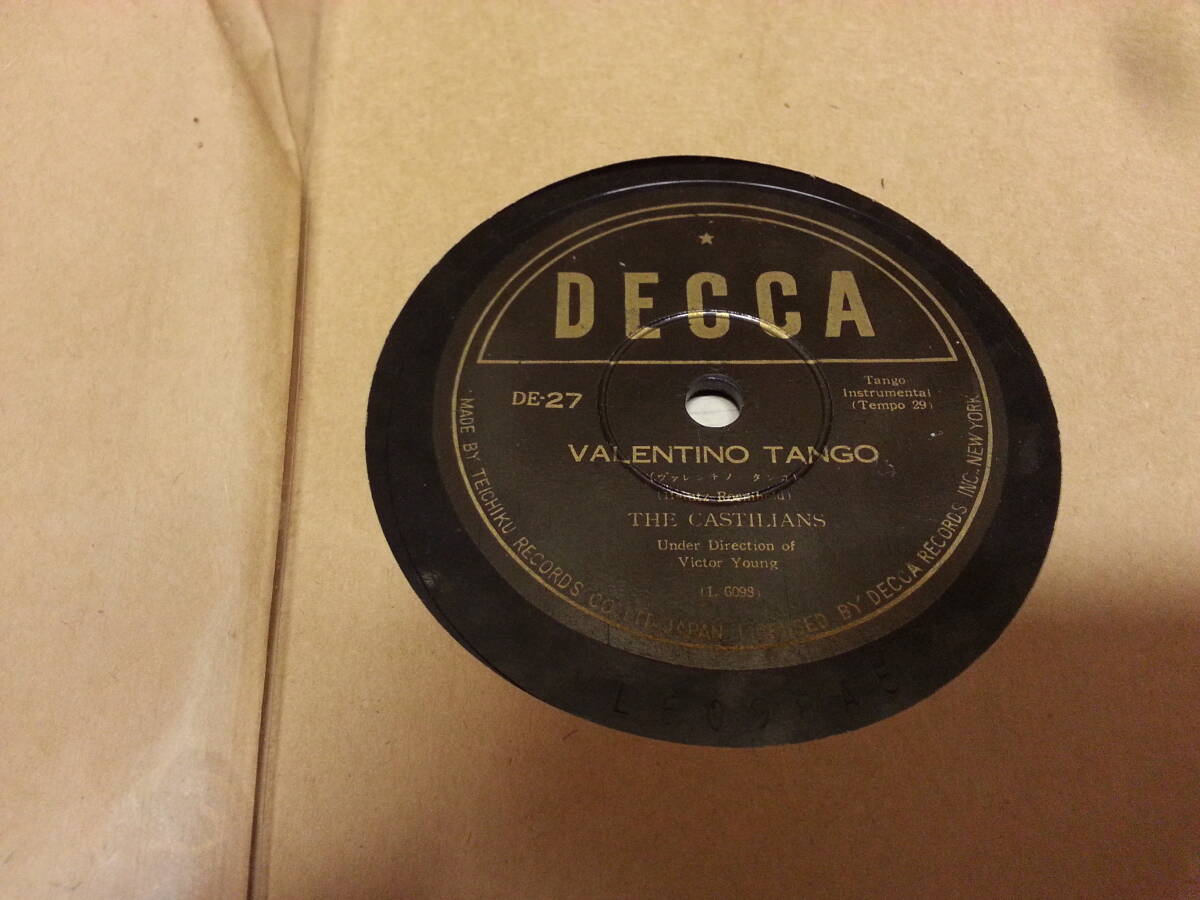 DECCA
DE-27
Tango
Instrumental
(Tempo 29)
VALENTINO TANGO
(ヴァレンチノ タンゴ)
THE CASTILIANS
Under Direction of
Victor Young
(L 6098)
MADE BY TEICHIKU RECORDS CO., LTD. JAPAN, LICENSED BY DECCA RECORDS INC. NEW YORK